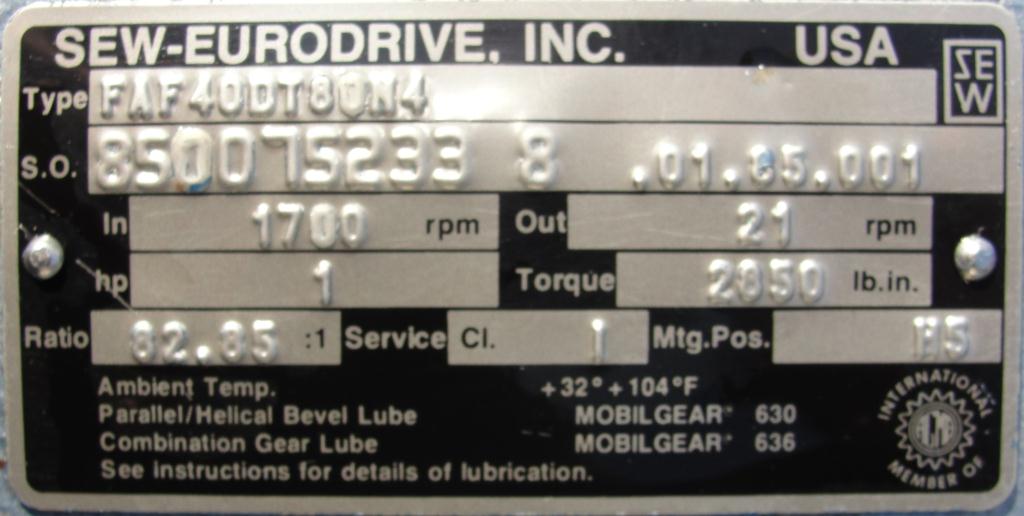 SEW-EURODRIVE, INC. USA
SEW
Type FAF40DT80N4
S.O. 850075233 8 .01.85.001
In 1700 rpm Out 21 rpm
hp 1 Torque 2850 lb.in.
Ratio 82.85 :1 Service Cl. I Mtg.Pos. H5
Ambient Temp. +32° +104°F
Parallel/Helical Bevel Lube MOBILGEAR 630
Combination Gear Lube MOBILGEAR 636
See instructions for details of lubrication.
INTERNATIONAL
MEMBER OF